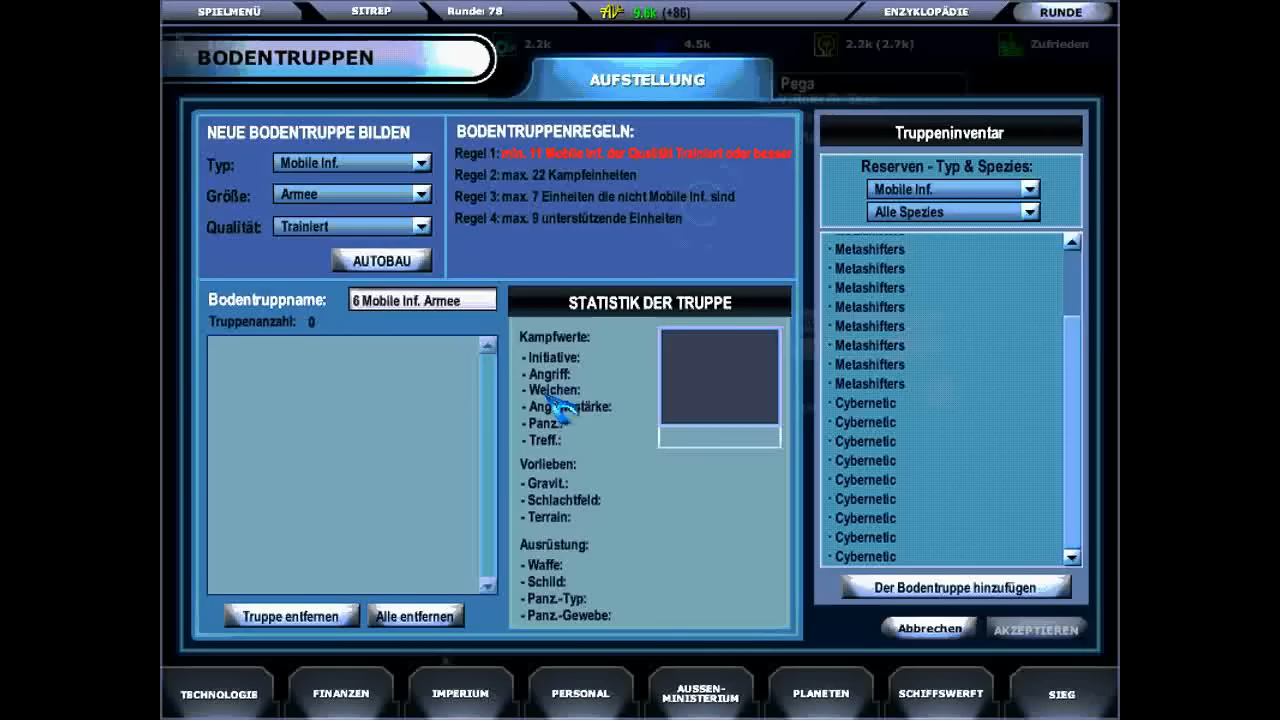 SPIELMENÜ
SITREP
Runde: 78
9.6k (+86)
ENZYKLOPÄDIE
RUNDE
2.2k
4.5k
2.2k (2.7k)
Zufrieden
BODENTRUPPEN
AUFSTELLUNG
Pega
NEUE BODENTRUPPE BILDEN
Typ: Mobile Inf.
Größe: Armee
Qualität: Trainiert
AUTOBAU
BODENTRUPPENREGELN:
Regel 1: min. 11 Mobile Inf. der Qualität Trainiert oder besser
Regel 2: max. 22 Kampfeinheiten
Regel 3: max. 7 Einheiten die nicht Mobile Inf. sind
Regel 4: max. 9 unterstützende Einheiten
Bodentruppname: 6 Mobile Inf. Armee
Truppenanzahl: 0
Truppe entfernen
Alle entfernen
STATISTIK DER TRUPPE
Kampfwerte:
- Initiative:
- Angriff:
- Weichen:
- Ang stärke:
- Panz.:
- Treff.:
Vorlieben:
- Gravit.:
- Schlachtfeld:
- Terrain:
Ausrüstung:
- Waffe:
- Schild:
- Panz.-Typ:
- Panz.-Gewebe:
Truppeninventar
Reserven - Typ & Spezies:
Mobile Inf.
Alle Spezies
· Metashifters
· Metashifters
· Metashifters
· Metashifters
· Metashifters
· Metashifters
· Metashifters
· Metashifters
· Cybernetic
· Cybernetic
· Cybernetic
· Cybernetic
· Cybernetic
· Cybernetic
· Cybernetic
· Cybernetic
· Cybernetic
Der Bodentruppe hinzufügen
Abbrechen
AKZEPTIEREN
TECHNOLOGIE
FINANZEN
IMPERIUM
PERSONAL
AUSSEN-
MINISTERIUM
PLANETEN
SCHIFFSWERFT
SIEG